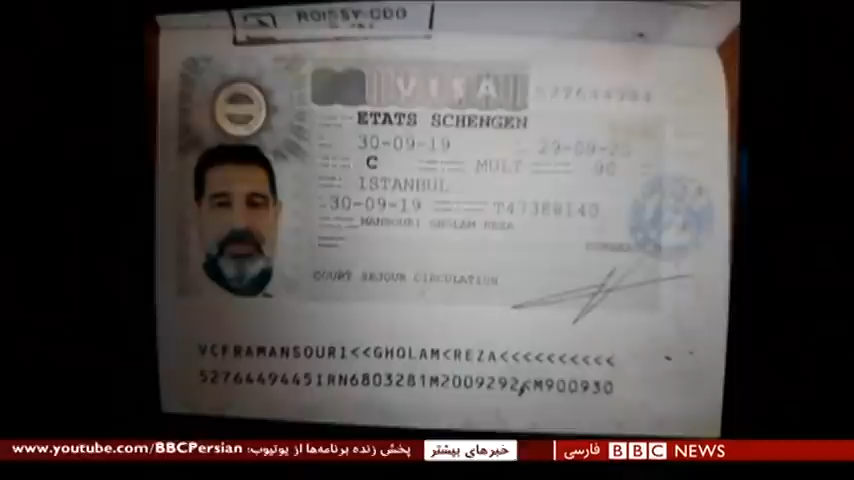 ROISSY CDG
VISA
ETATS SCHENGEN
30-09-19
C MULT 90
ISTANBUL
30-09-19 T47388140
MANSOURI GHOLAM REZA
COURT SEJOUR CIRCULATION
VCFRAMANSOURI<<GHOLAM<REZA<<<<<<<<<<
5276449445IRN6803281M2009292<M900930
www.youtube.com/BBCPersian پخش زنده برنامه‌ها از یوتیوب: خبرهای بیشتر فارسی BBC NEWS